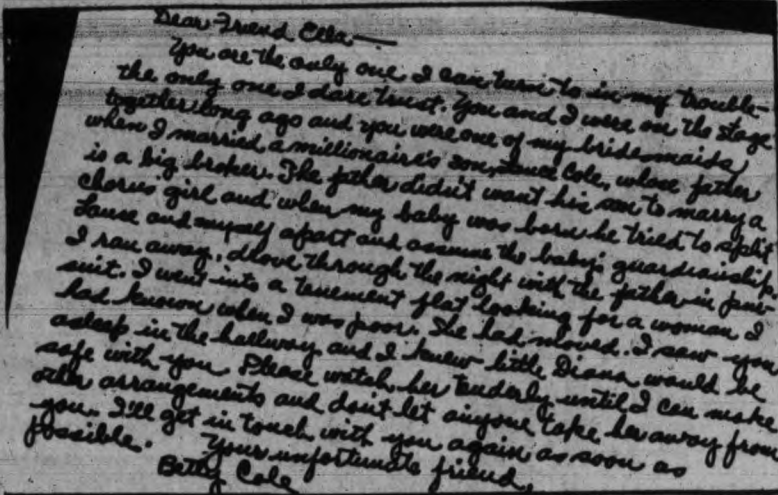 Dear Friend Ella —
You are the only one I can turn to in my trouble—
the only one I dare trust. You and I were on the stage
together long ago and you were one of my bridesmaids
when I married a millionaire's son, Cole, whose father
is a big broker. The father didn't want his son to marry a
chorus girl and when my baby was born he tried to split
and myself apart and assume the baby's guardianship.
I ran away, drove through the night with the father in pur-
suit. I went into a tenement flat looking for a woman I
had known when I was poor. She had moved. I saw you
asleep in the hallway and I knew little Diana would be
safe with you. Please watch her tenderly until I can make
other arrangements and don't let anyone take her away from
you. I'll get in touch with you again as soon as
possible. Your unfortunate friend,
Betty Cole